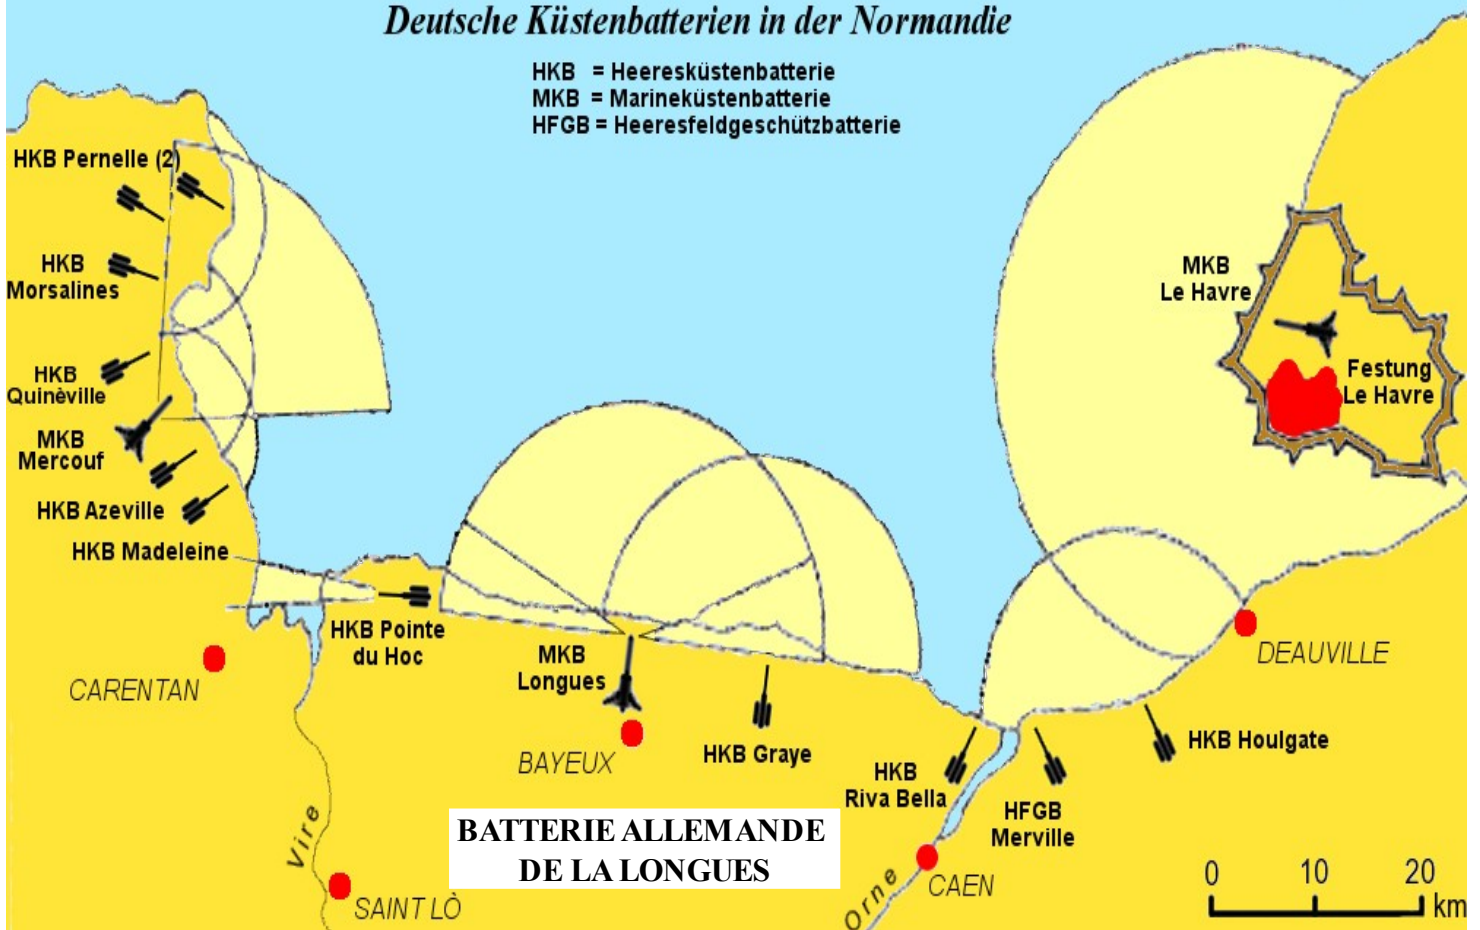 Deutsche Küstenbatterien in der Normandie
HKB = Heeresküstenbatterie
MKB = Marineküstenbatterie
HFGB = Heeresfeldgeschützbatterie
HKB Pernelle (2)
HKB
Morsalines
HKB
Quinèville
MKB
Mercouf
HKB Azeville
HKB Madeleine
HKB Pointe
du Hoc
MKB
Longues
HKB Graye
HKB
Riva Bella
HFGB
Merville
HKB Houlgate
MKB
Le Havre
Festung
Le Havre
CARENTAN
BAYEUX
DEAUVILLE
CAEN
SAINT LÒ
Vire
Orne
BATTERIE ALLEMANDE
DE LA LONGUES
0 10 20
km